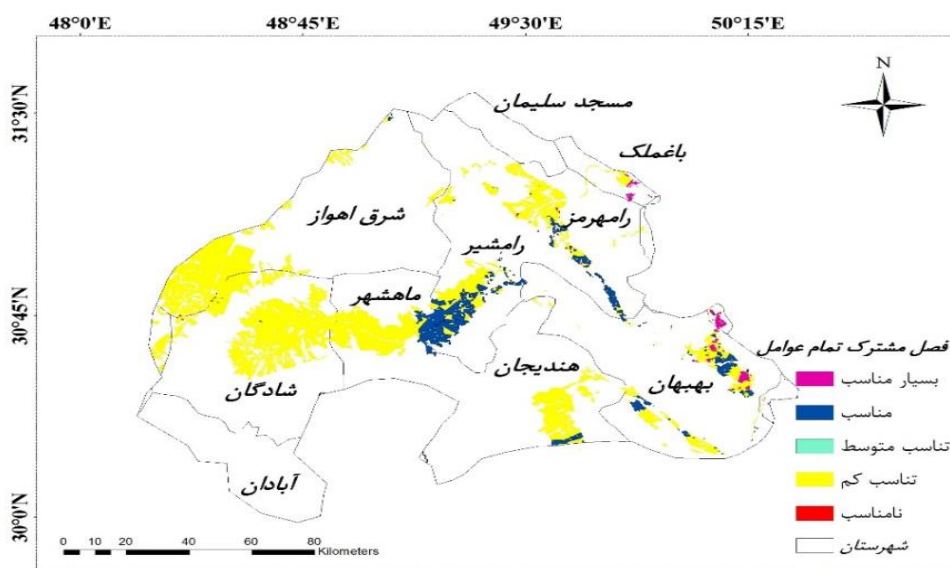 48°0'E 48°45'E 49°30'E 50°15'E
N
31°30'N
30°45'N
30°0'N
مسجد سلیمان
باغملک
رامهرمز
شرق اهواز
رامشیر
ماهشهر
هندیجان
بهبهان
شادگان
آبادان
فصل مشترک تمام عوامل
بسیار مناسب
مناسب
تناسب متوسط
تناسب کم
نامناسب
شهرستان
0 5 10 20 40 60 80
Kilometers